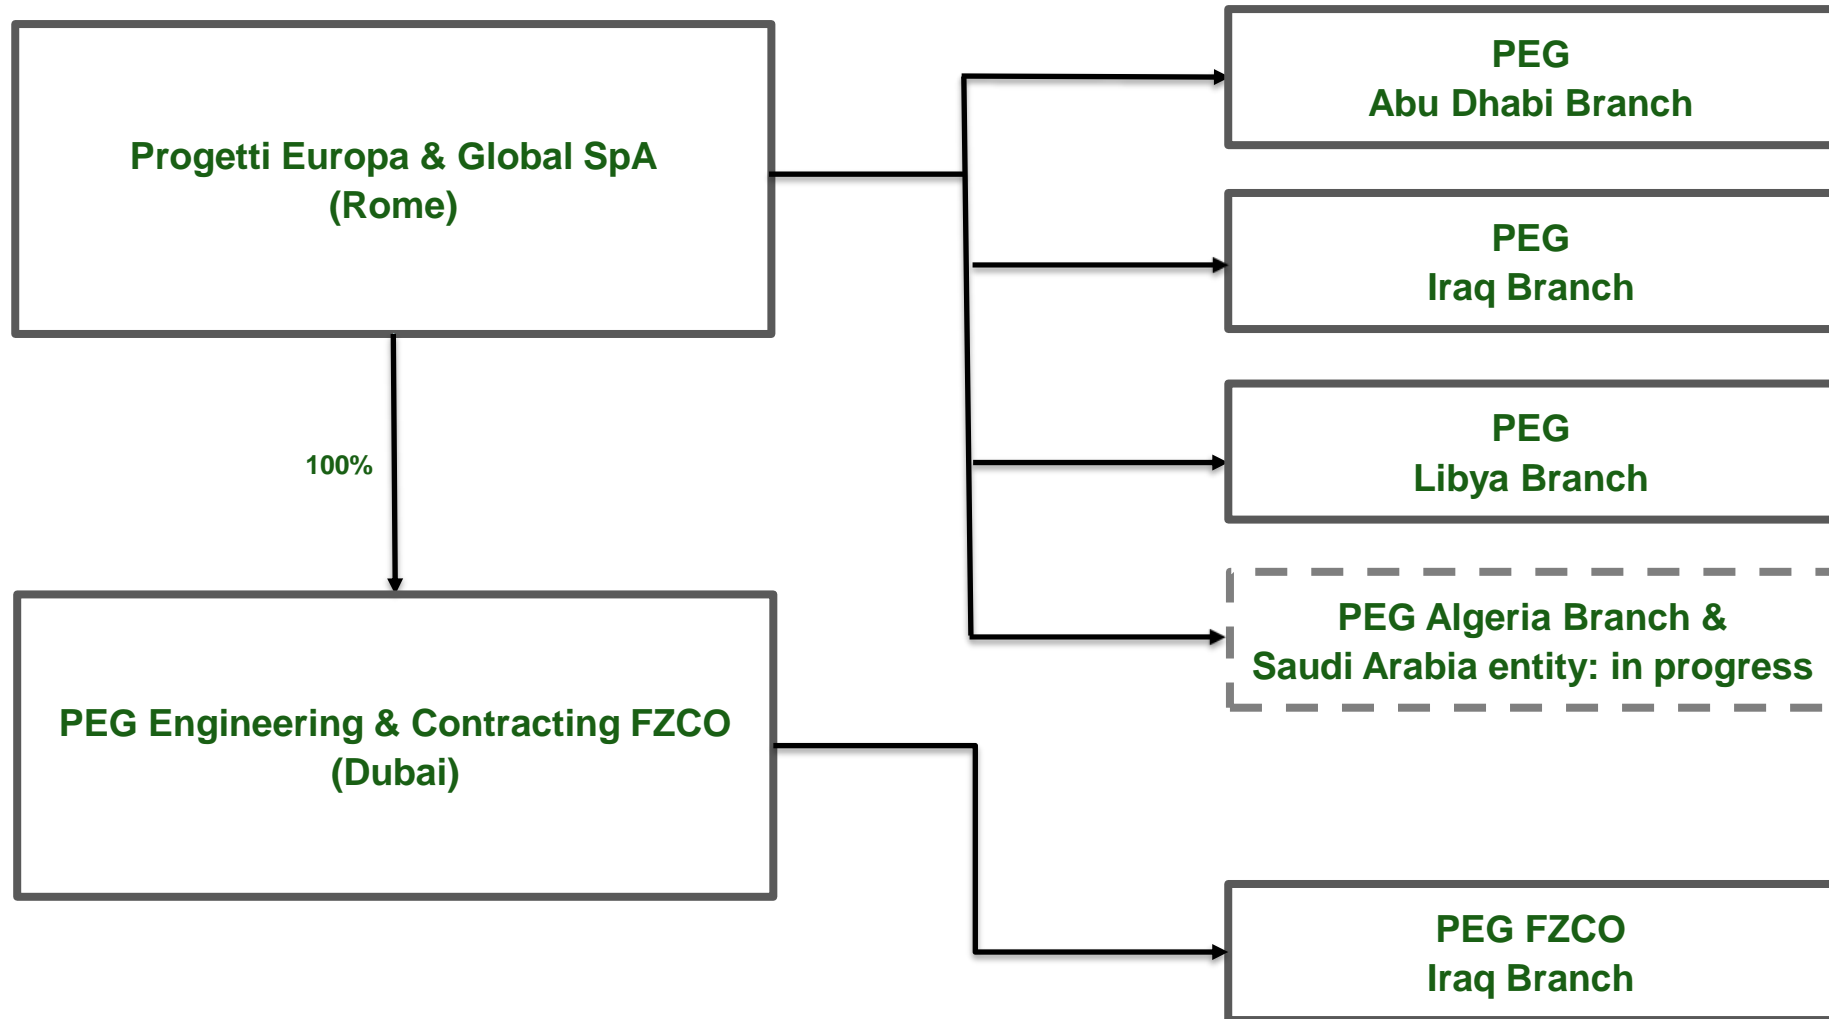 Progetti Europa & Global SpA
(Rome)
PEG
Abu Dhabi Branch
PEG
Iraq Branch
PEG
Libya Branch
100%
PEG Algeria Branch &
Saudi Arabia entity: in progress
PEG Engineering & Contracting FZCO
(Dubai)
PEG FZCO
Iraq Branch